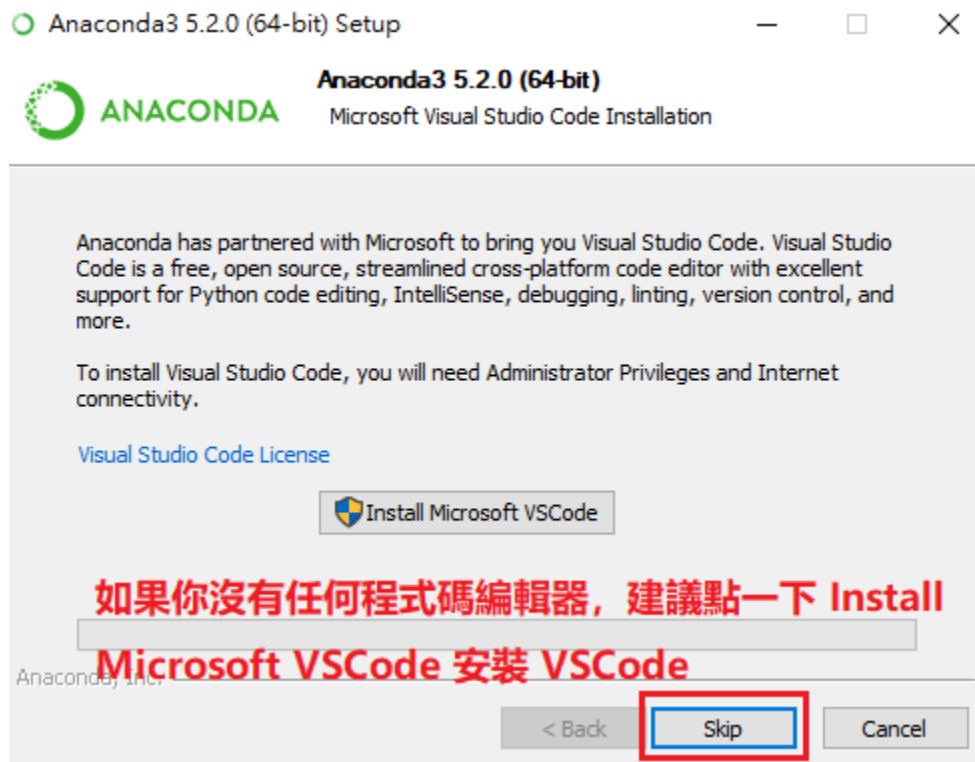 Anaconda3 5.2.0 (64-bit) Setup
Anaconda3 5.2.0 (64-bit)
ANACONDA
Microsoft Visual Studio Code Installation
Anaconda has partnered with Microsoft to bring you Visual Studio Code. Visual Studio
Code is a free, open source, streamlined cross-platform code editor with excellent
support for Python code editing, IntelliSense, debugging, linting, version control, and
more.
To install Visual Studio Code, you will need Administrator Privileges and Internet
connectivity.
Visual Studio Code License
Install Microsoft VSCode
如果你沒有任何程式碼編輯器，建議點一下 Install
Microsoft VSCode 安裝 VSCode
Anaconda, Inc.
< Back Skip Cancel